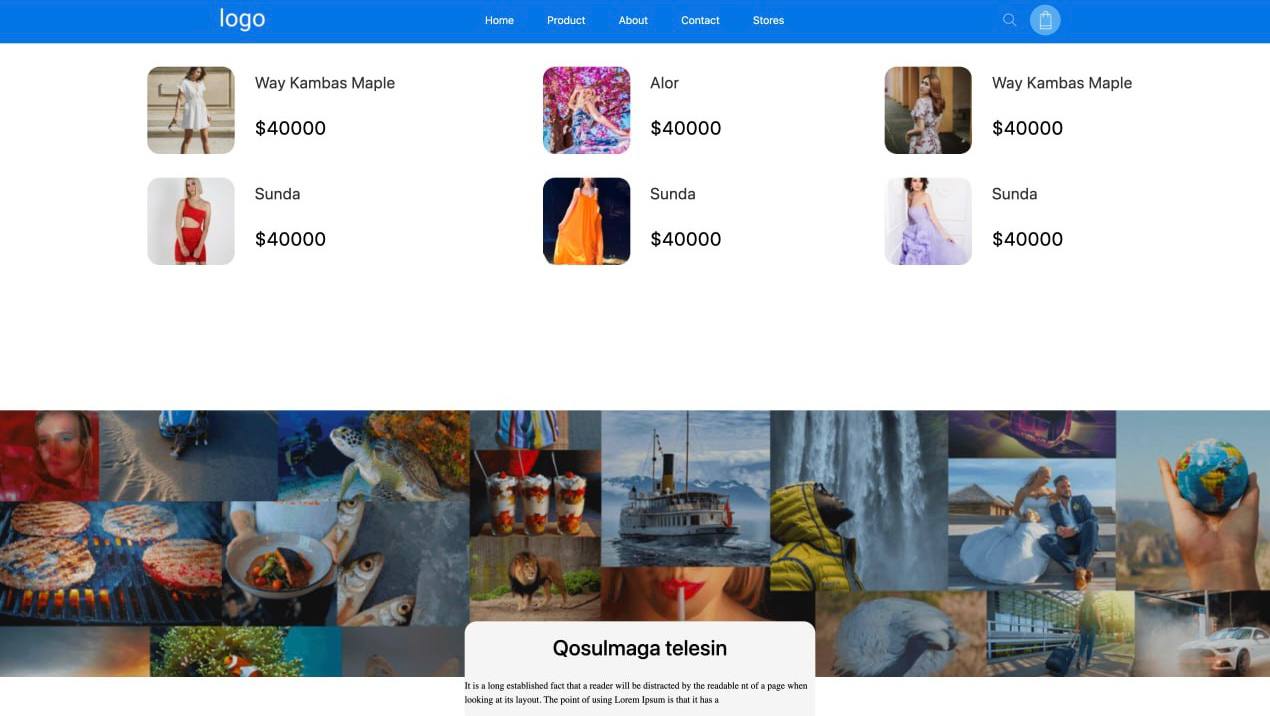 logo
Home Product About Contact Stores
Way Kambas Maple
$40000
Alor
$40000
Way Kambas Maple
$40000
Sunda
$40000
Sunda
$40000
Sunda
$40000
Qosulmaga telesin
It is a long established fact that a reader will be distracted by the readable nt of a page when
looking at its layout. The point of using Lorem Ipsum is that it has a